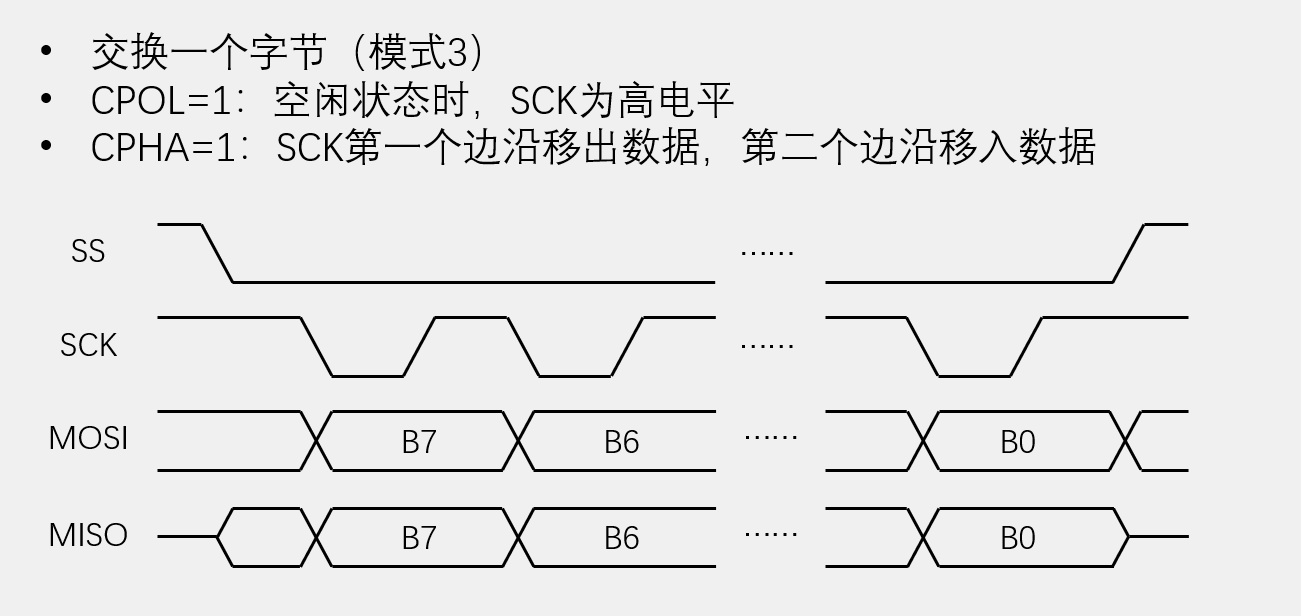 • 交换一个字节（模式3）
• CPOL=1：空闲状态时，SCK为高电平
• CPHA=1：SCK第一个边沿移出数据，第二个边沿移入数据
SS ……
SCK ……
MOSI B7 B6 …… B0
MISO B7 B6 …… B0